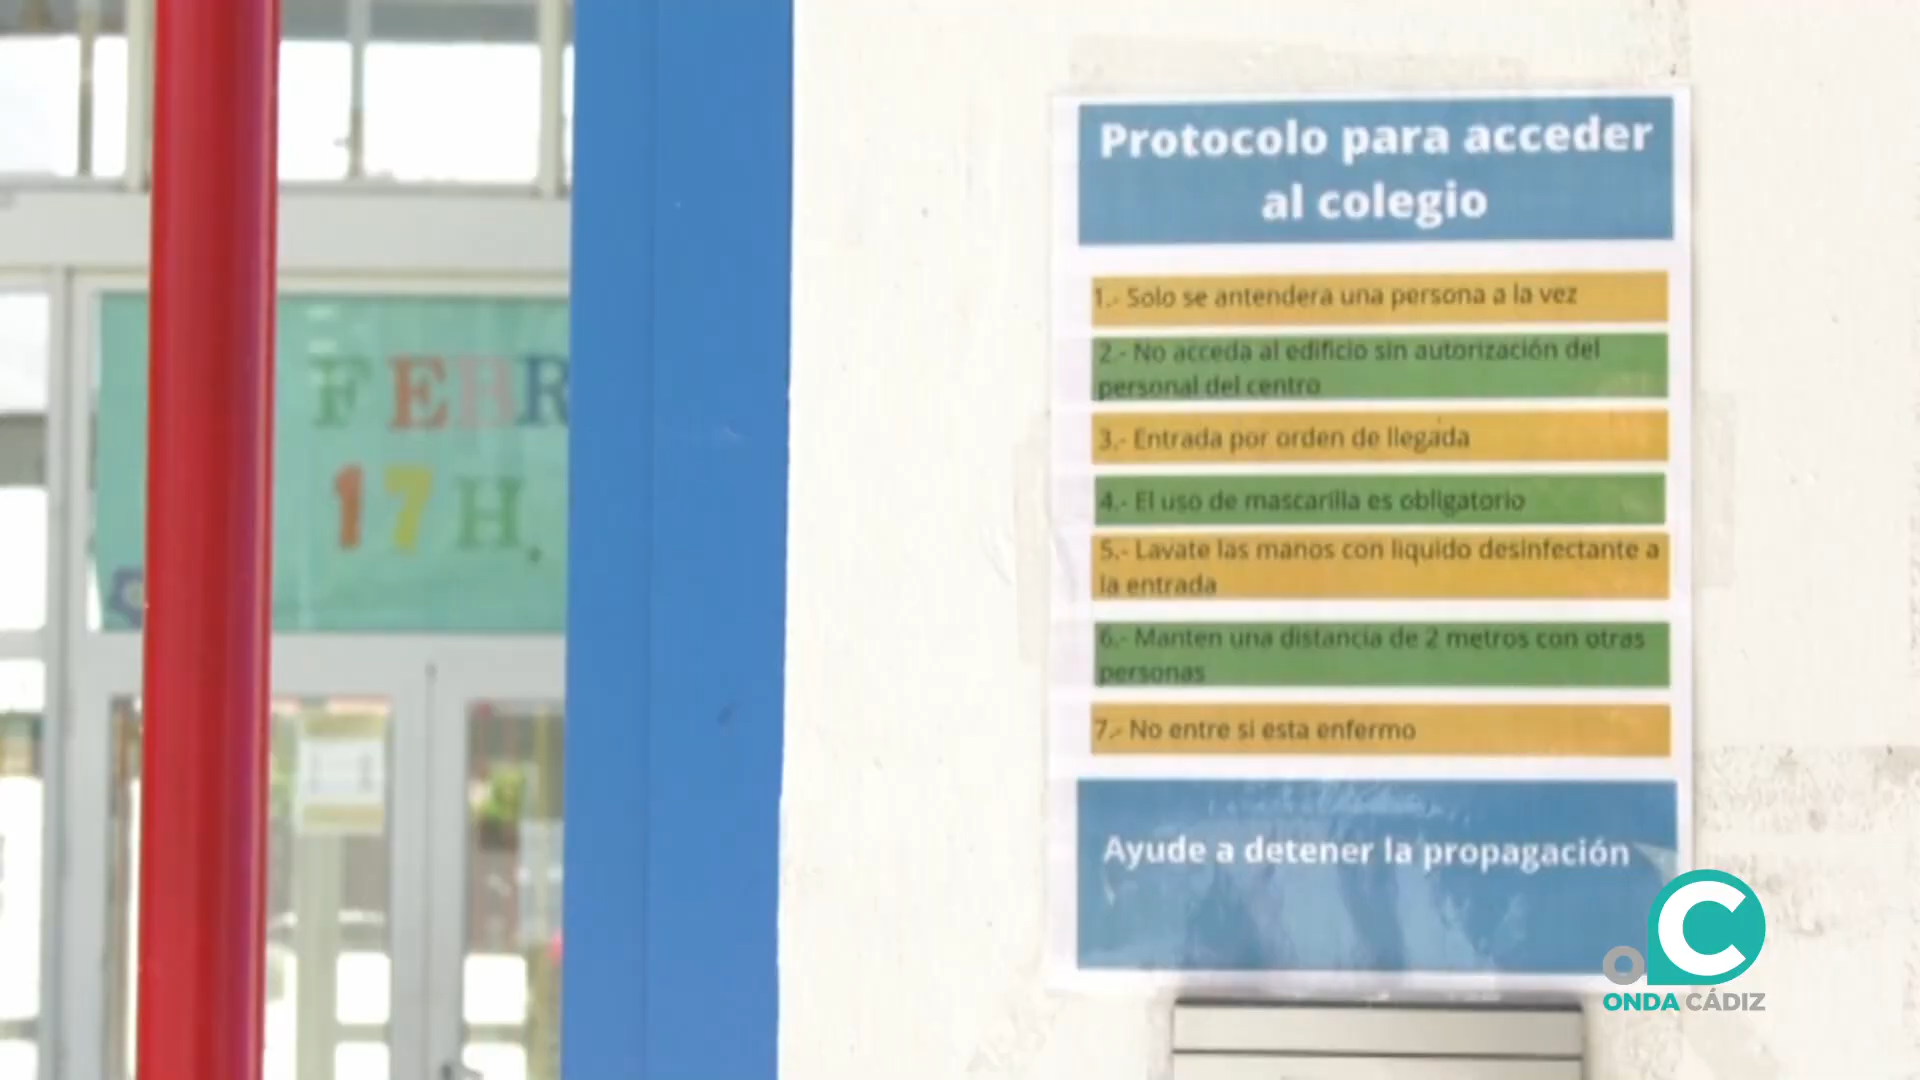 FEBR
17H.
Protocolo para acceder
al colegio
1.- Solo se antendera una persona a la vez
2.- No acceda al edificio sin autorización del
personal del centro
3.- Entrada por orden de llegada
4.- El uso de mascarilla es obligatorio
5.- Lavate las manos con liquido desinfectante a
la entrada
6.- Manten una distancia de 2 metros con otras
personas
7.- No entre si esta enfermo
Ayude a detener la propagación
OC
ONDA CÁDIZ